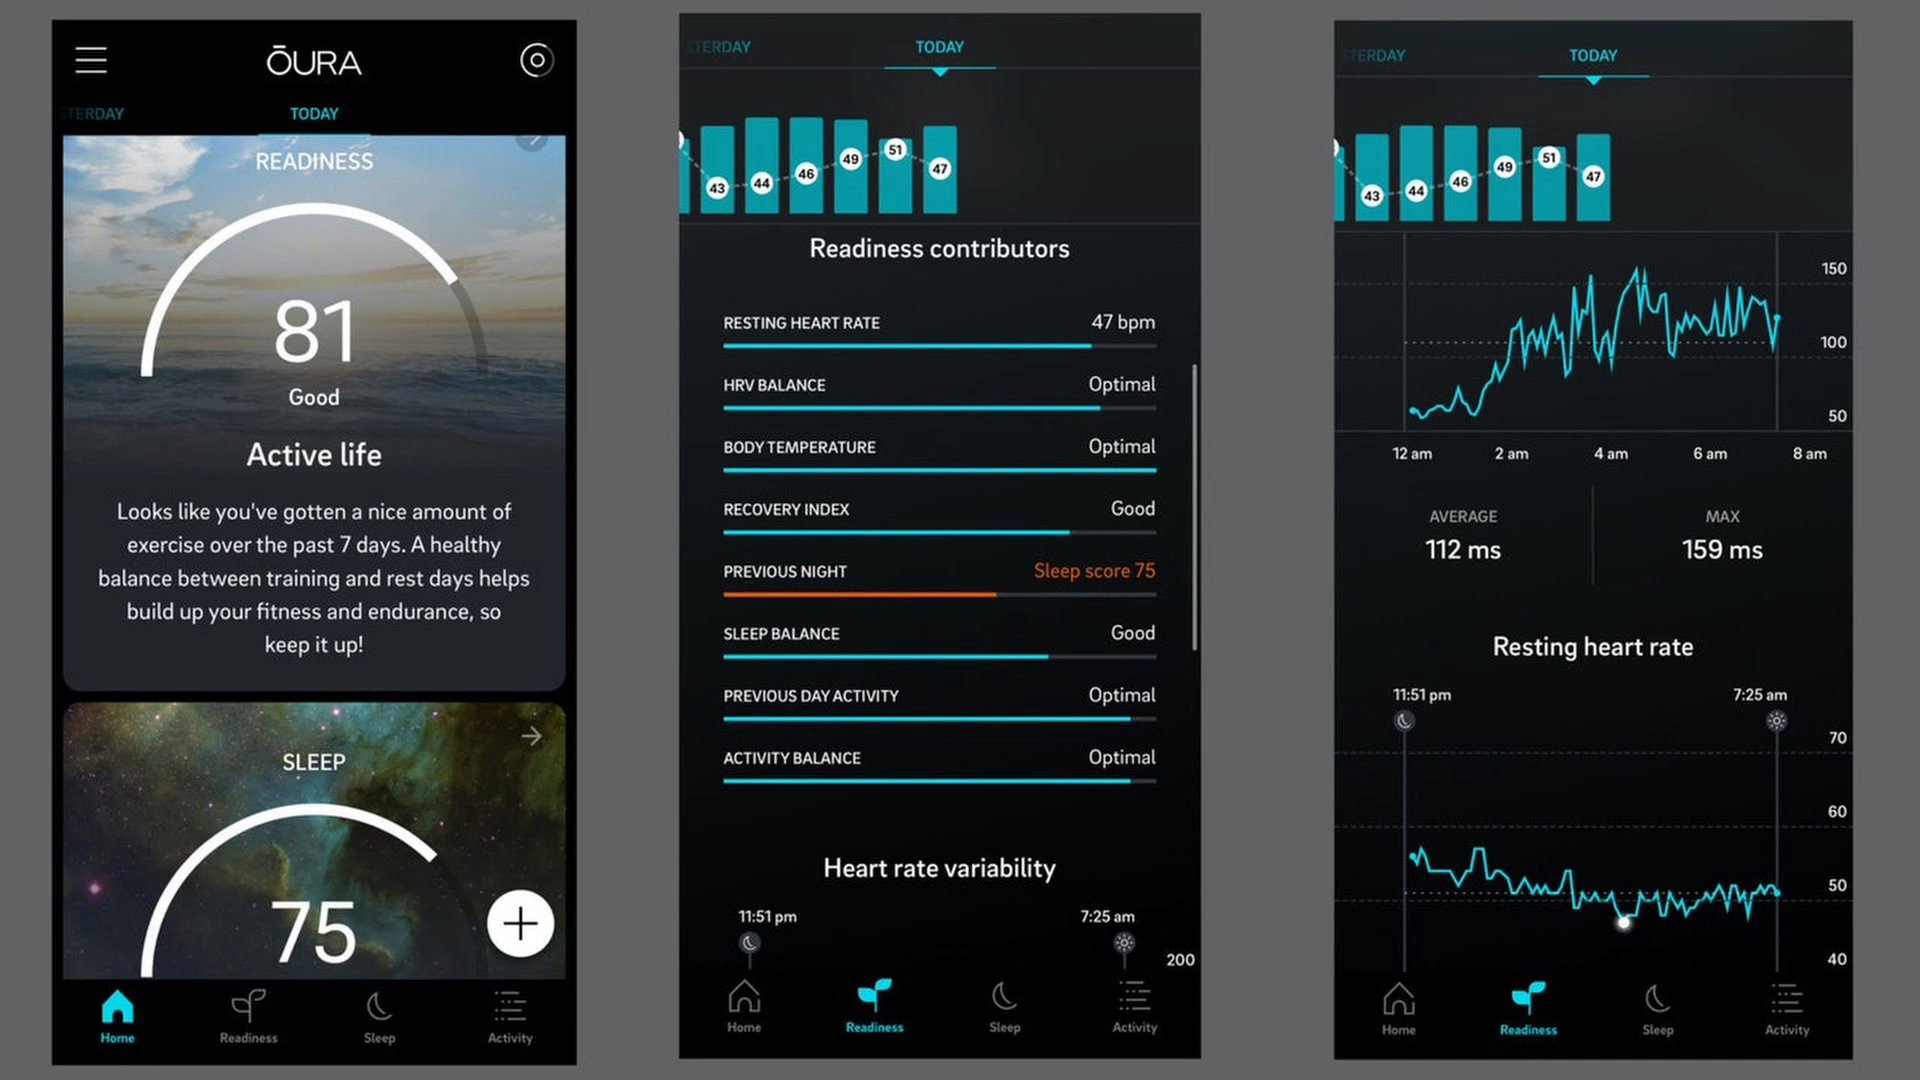 ŌURA
STERDAY
TODAY
READINESS
81
Good
Active life
Looks like you've gotten a nice amount of
exercise over the past 7 days. A healthy
balance between training and rest days helps
build up your fitness and endurance, so
keep it up!
SLEEP
75
Home
Readiness
Sleep
Activity
STERDAY
TODAY
43
44
46
49
51
47
Readiness contributors
RESTING HEART RATE 47 bpm
HRV BALANCE Optimal
BODY TEMPERATURE Optimal
RECOVERY INDEX Good
PREVIOUS NIGHT Sleep score 75
SLEEP BALANCE Good
PREVIOUS DAY ACTIVITY Optimal
ACTIVITY BALANCE Optimal
Heart rate variability
11:51 pm 7:25 am
200
Home
Readiness
Sleep
Activity
TERDAY
TODAY
43
44
46
49
51
47
150
100
50
12 am 2 am 4 am 6 am 8 am
AVERAGE
112 ms
MAX
159 ms
Resting heart rate
11:51 pm 7:25 am
70
60
50
40
Home
Readiness
Sleep
Activity